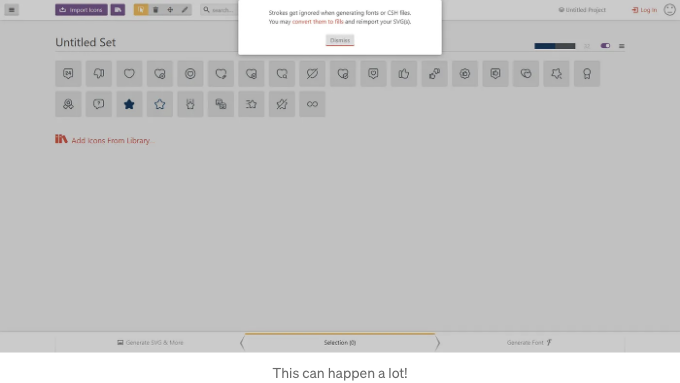 Strokes get ignored when generating fonts or CSH files.
You may convert them to fills and reimport your SVG(s).
Dismiss
Import Icons
search...
Untitled Project
Log In
Untitled Set
24
Add Icons From Library...
Generate SVG & More
Selection (0)
Generate Font
This can happen a lot!